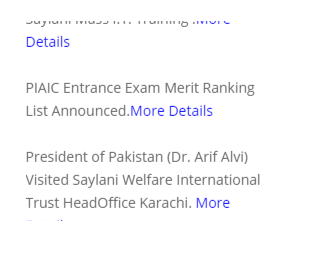 Saylani Mass I.T. Training .More
Details
PIAIC Entrance Exam Merit Ranking
List Announced.More Details
President of Pakistan (Dr. Arif Alvi)
Visited Saylani Welfare International
Trust HeadOffice Karachi. More
Details